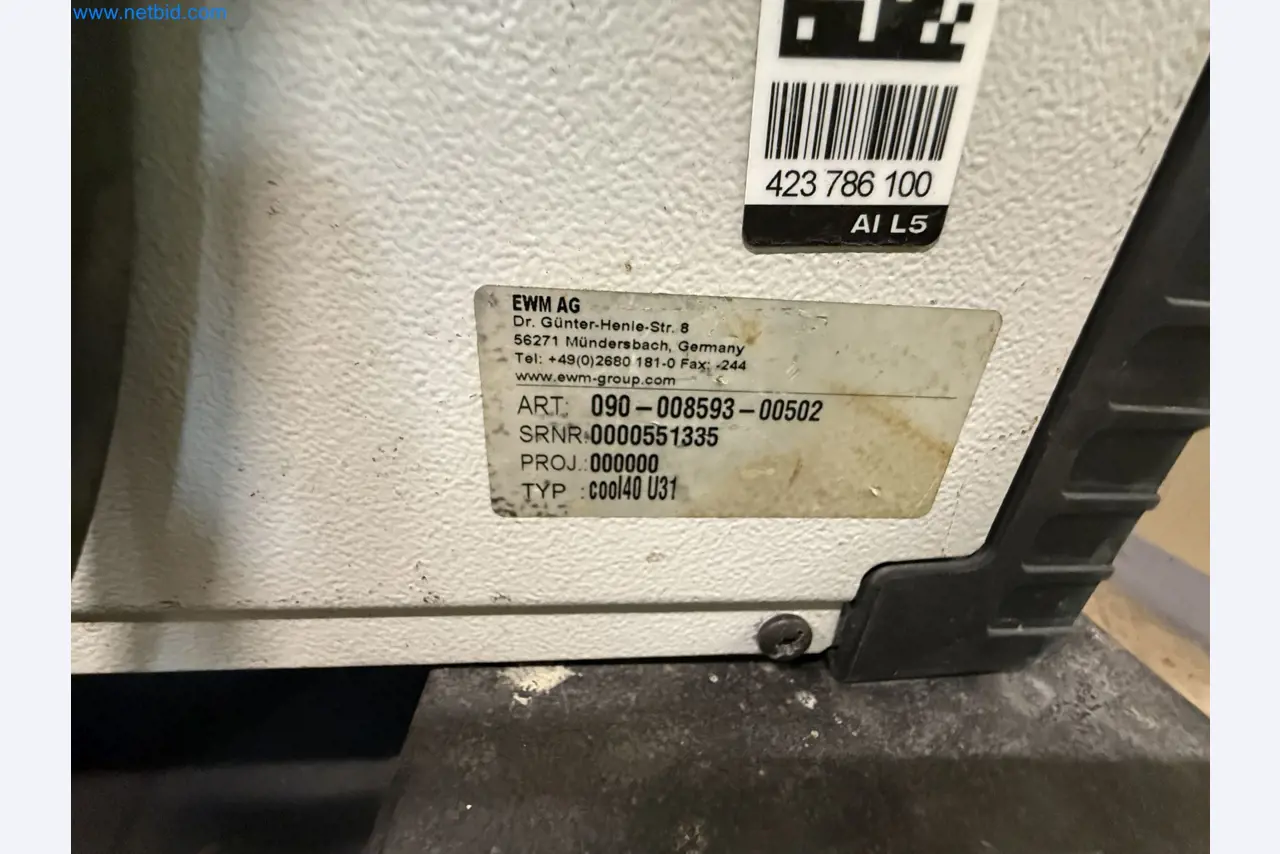 www.netbid.com
423 786 100
AI L5
EWM AG
Dr. Günter-Henle-Str. 8
56271 Mündersbach, Germany
Tel: +49(0)2680 181-0 Fax: -244
www.ewm-group.com
ART: 090-008593-00502
SRNR:0000551335
PROJ.:000000
TYP :cool40 U31